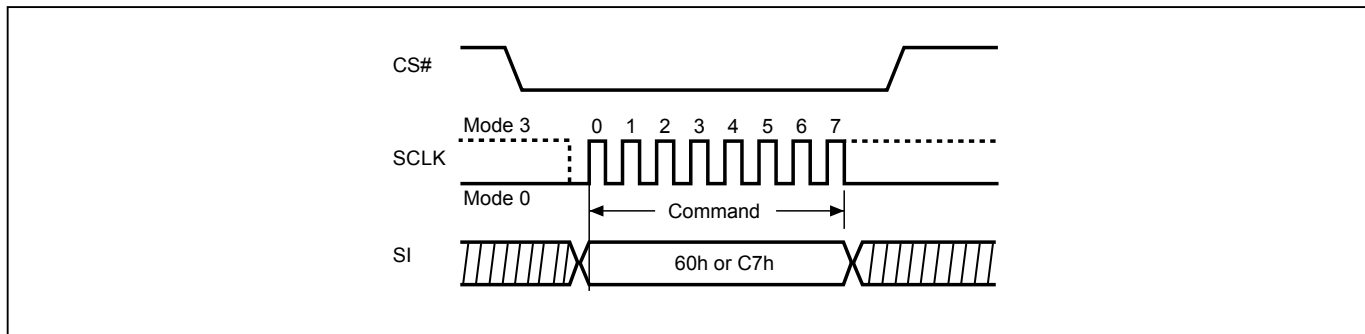 CS#
Mode 3
0 1 2 3 4 5 6 7
SCLK
Mode 0
Command
SI
60h or C7h